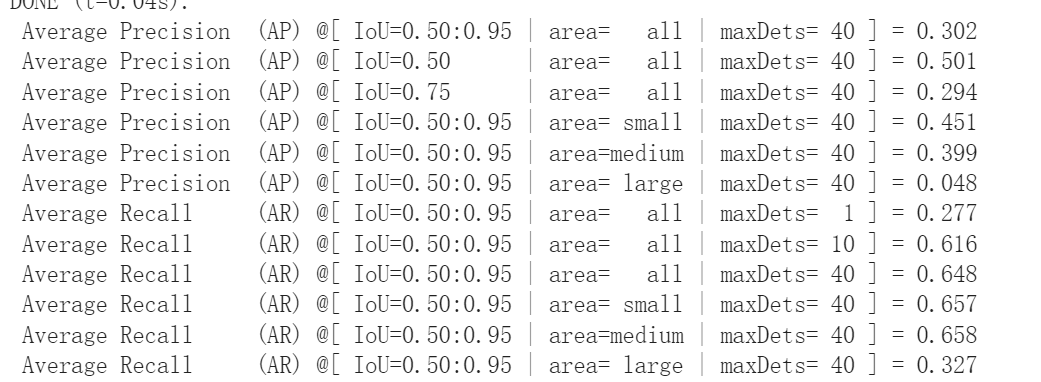 DONE (t=0.04s).
Average Precision  (AP) @[ IoU=0.50:0.95 | area=   all | maxDets= 40 ] = 0.302
Average Precision  (AP) @[ IoU=0.50      | area=   all | maxDets= 40 ] = 0.501
Average Precision  (AP) @[ IoU=0.75      | area=   all | maxDets= 40 ] = 0.294
Average Precision  (AP) @[ IoU=0.50:0.95 | area= small | maxDets= 40 ] = 0.451
Average Precision  (AP) @[ IoU=0.50:0.95 | area=medium | maxDets= 40 ] = 0.399
Average Precision  (AP) @[ IoU=0.50:0.95 | area= large | maxDets= 40 ] = 0.048
Average Recall     (AR) @[ IoU=0.50:0.95 | area=   all | maxDets=  1 ] = 0.277
Average Recall     (AR) @[ IoU=0.50:0.95 | area=   all | maxDets= 10 ] = 0.616
Average Recall     (AR) @[ IoU=0.50:0.95 | area=   all | maxDets= 40 ] = 0.648
Average Recall     (AR) @[ IoU=0.50:0.95 | area= small | maxDets= 40 ] = 0.657
Average Recall     (AR) @[ IoU=0.50:0.95 | area=medium | maxDets= 40 ] = 0.658
Average Recall     (AR) @[ IoU=0.50:0.95 | area= large | maxDets= 40 ] = 0.327